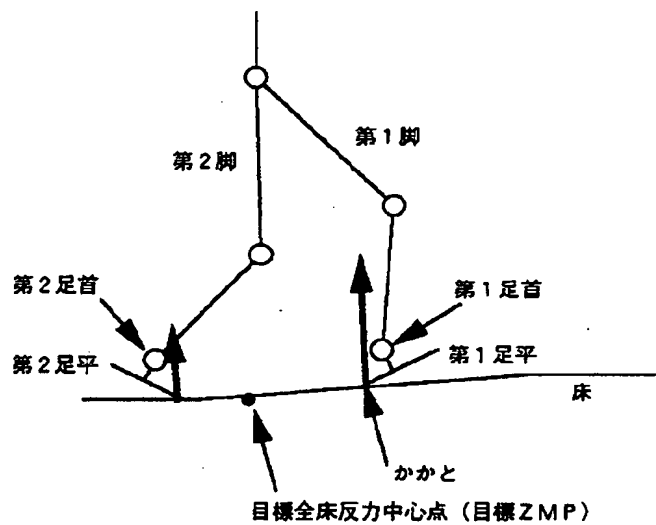 第2脚
第1脚
第2足首
第1足首
第2足平
第1足平
床
かかと
目標全床反力中心点（目標ZMP）